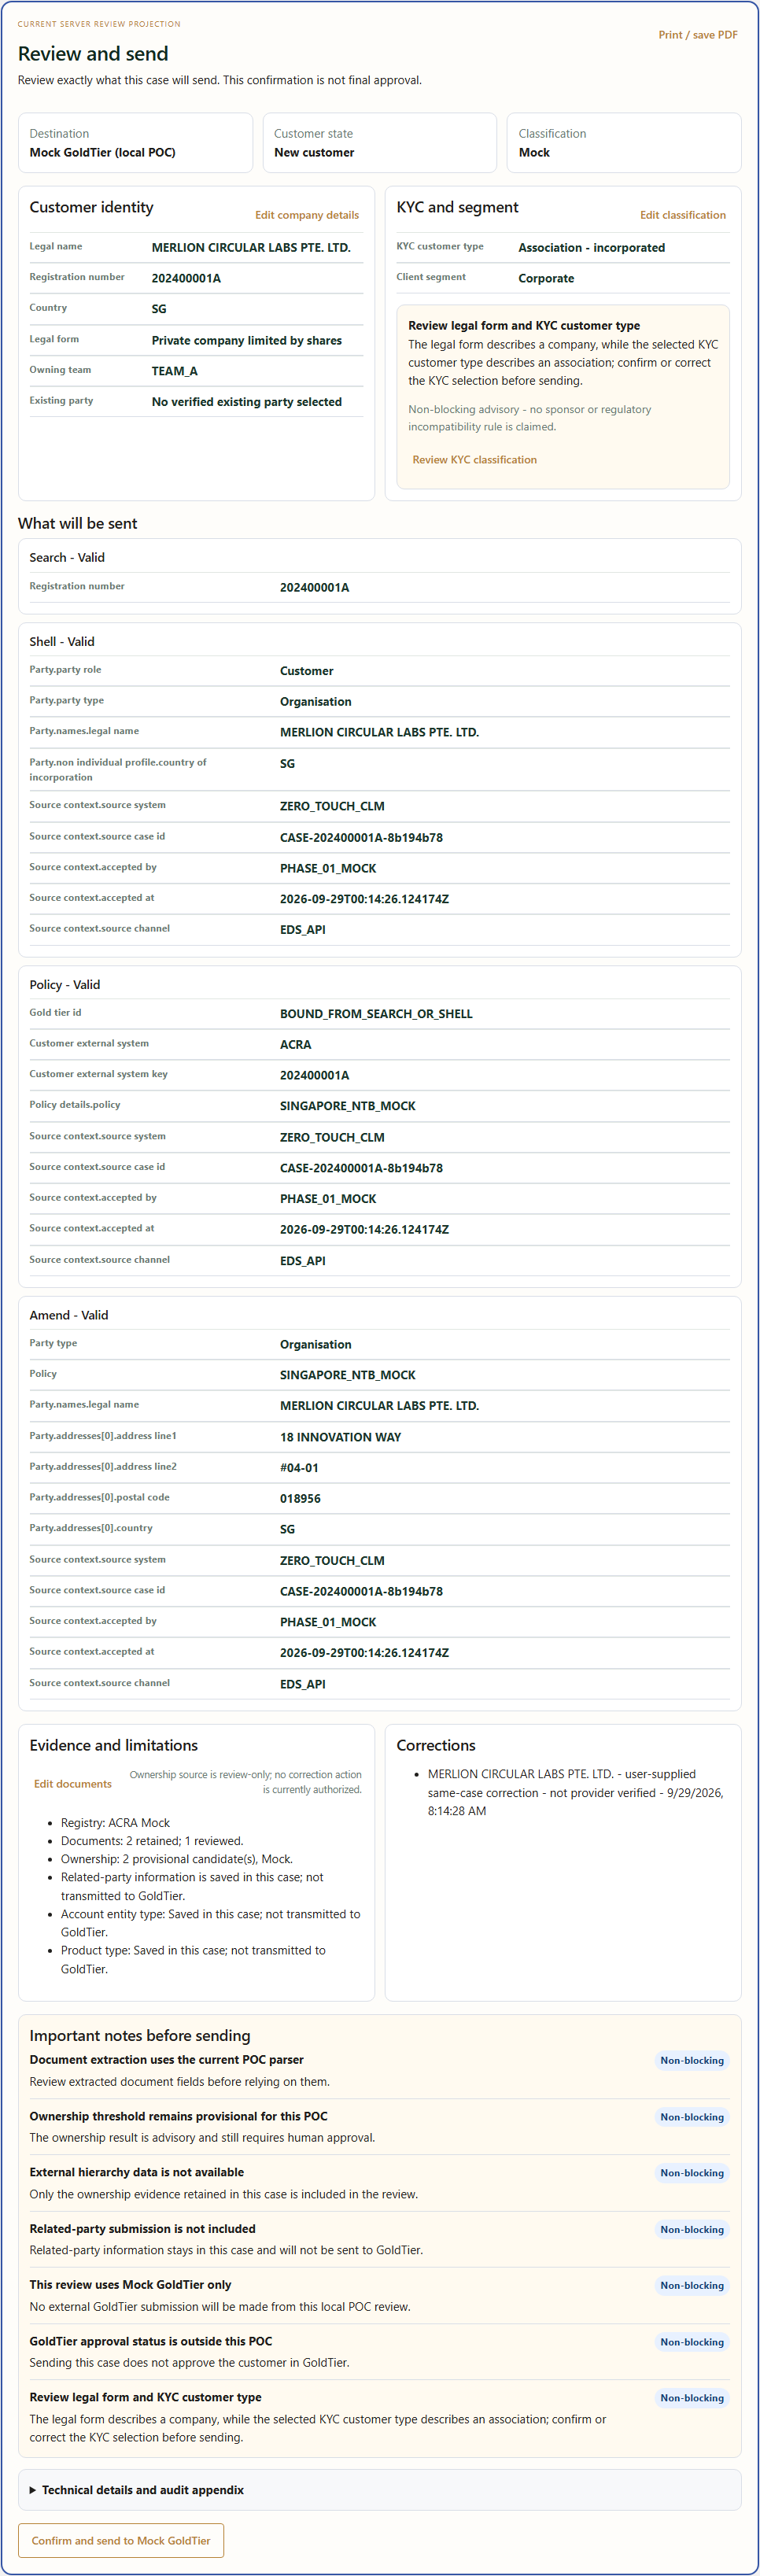 CURRENT SERVER REVIEW PROJECTION
Print / save PDF
Review and send
Review exactly what this case will send. This confirmation is not final approval.
Destination
Mock GoldTier (local POC)
Customer state
New customer
Classification
Mock
Customer identity
Edit company details
Legal name MERLION CIRCULAR LABS PTE. LTD.
Registration number 202400001A
Country SG
Legal form Private company limited by shares
Owning team TEAM_A
Existing party No verified existing party selected
KYC and segment
Edit classification
KYC customer type Association - incorporated
Client segment Corporate
Review legal form and KYC customer type
The legal form describes a company, while the selected KYC
customer type describes an association; confirm or correct
the KYC selection before sending.
Non-blocking advisory - no sponsor or regulatory
incompatibility rule is claimed.
Review KYC classification
What will be sent
Search - Valid
Registration number 202400001A
Shell - Valid
Party.party role Customer
Party.party type Organisation
Party.names.legal name MERLION CIRCULAR LABS PTE. LTD.
Party.non individual profile.country of
incorporation
SG
Source context.source system ZERO_TOUCH_CLM
Source context.source case id CASE-202400001A-8b194b78
Source context.accepted by PHASE_01_MOCK
Source context.accepted at 2026-09-29T00:14:26.124174Z
Source context.source channel EDS_API
Policy - Valid
Gold tier id BOUND_FROM_SEARCH_OR_SHELL
Customer external system ACRA
Customer external system key 202400001A
Policy details.policy SINGAPORE_NTB_MOCK
Source context.source system ZERO_TOUCH_CLM
Source context.source case id CASE-202400001A-8b194b78
Source context.accepted by PHASE_01_MOCK
Source context.accepted at 2026-09-29T00:14:26.124174Z
Source context.source channel EDS_API
Amend - Valid
Party type Organisation
Policy SINGAPORE_NTB_MOCK
Party.names.legal name MERLION CIRCULAR LABS PTE. LTD.
Party.addresses[0].address line1 18 INNOVATION WAY
Party.addresses[0].address line2 #04-01
Party.addresses[0].postal code 018956
Party.addresses[0].country SG
Source context.source system ZERO_TOUCH_CLM
Source context.source case id CASE-202400001A-8b194b78
Source context.accepted by PHASE_01_MOCK
Source context.accepted at 2026-09-29T00:14:26.124174Z
Source context.source channel EDS_API
Evidence and limitations
Edit documents
Ownership source is review-only; no correction action
is currently authorized.
• Registry: ACRA Mock
• Documents: 2 retained; 1 reviewed.
• Ownership: 2 provisional candidate(s), Mock.
• Related-party information is saved in this case; not
transmitted to GoldTier.
• Account entity type: Saved in this case; not transmitted to
GoldTier.
• Product type: Saved in this case; not transmitted to
GoldTier.
Corrections
• MERLION CIRCULAR LABS PTE. LTD. - user-supplied
same-case correction - not provider verified - 9/29/2026,
8:14:28 AM
Important notes before sending
Document extraction uses the current POC parser
Non-blocking
Review extracted document fields before relying on them.
Ownership threshold remains provisional for this POC
Non-blocking
The ownership result is advisory and still requires human approval.
External hierarchy data is not available
Non-blocking
Only the ownership evidence retained in this case is included in the review.
Related-party submission is not included
Non-blocking
Related-party information stays in this case and will not be sent to GoldTier.
This review uses Mock GoldTier only
Non-blocking
No external GoldTier submission will be made from this local POC review.
GoldTier approval status is outside this POC
Non-blocking
Sending this case does not approve the customer in GoldTier.
Review legal form and KYC customer type
Non-blocking
The legal form describes a company, while the selected KYC customer type describes an association; confirm or
correct the KYC selection before sending.
Technical details and audit appendix
Confirm and send to Mock GoldTier